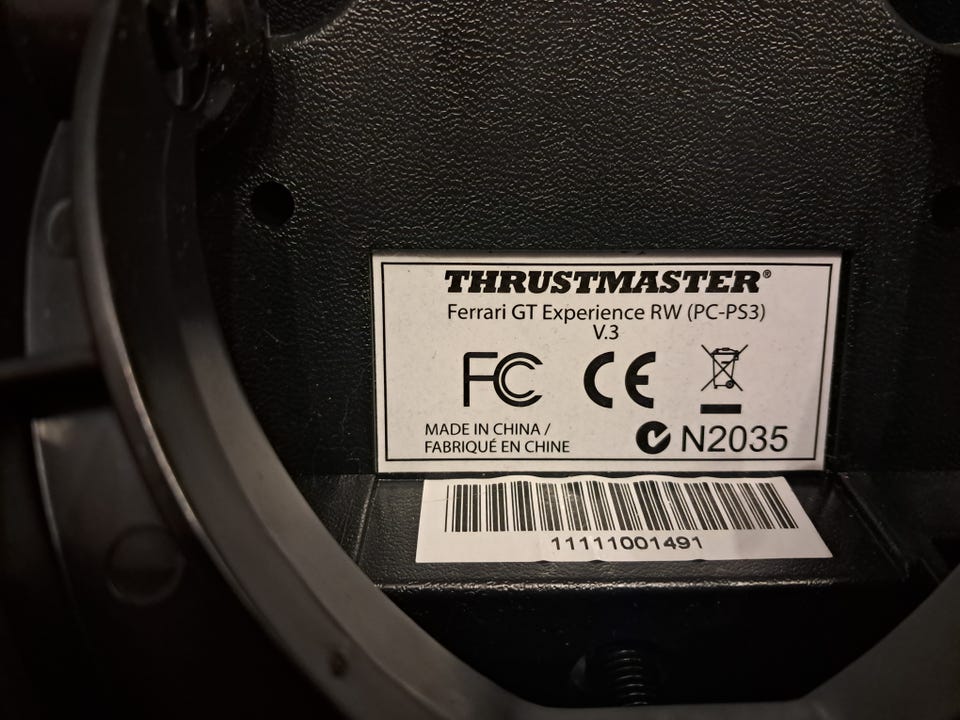 THRUSTMASTER®
Ferrari GT Experience RW (PC-PS3)
V.3
FC CE
MADE IN CHINA /
FABRIQUÉ EN CHINE
N2035
11111001491